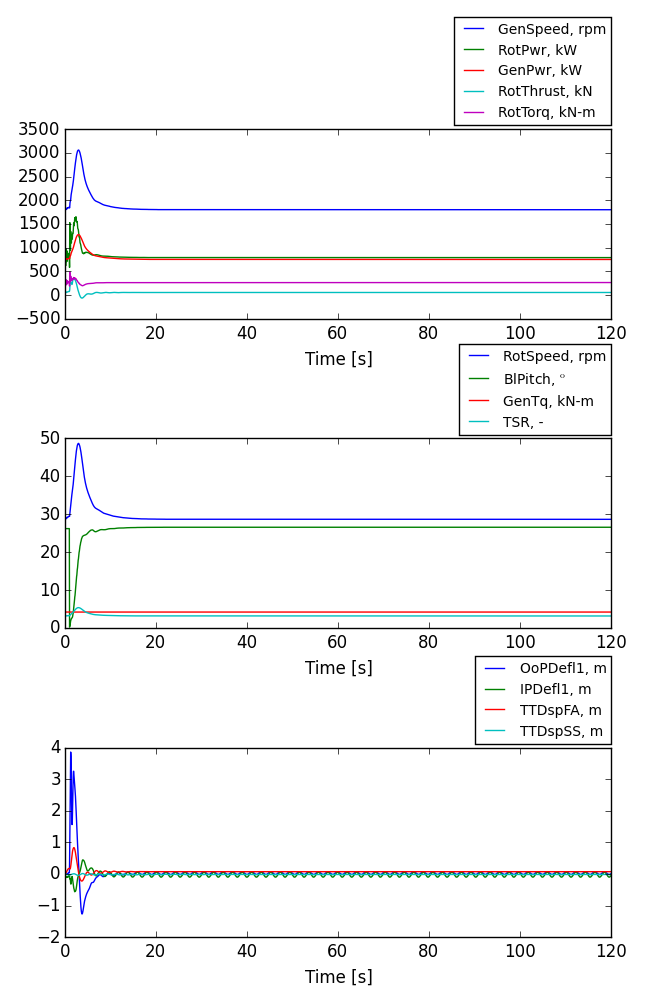 GenSpeed, rpm
RotPwr, kW
GenPwr, kW
RotThrust, kN
RotTorq, kN-m
3500
3000
2500
2000
1500
1000
500
0
−500
0 20 40 60 80 100 120
Time [s]
RotSpeed, rpm
BlPitch, °
GenTq, kN-m
TSR, -
50
40
30
20
10
0
0 20 40 60 80 100 120
Time [s]
OoPDefl1, m
IPDefl1, m
TTDspFA, m
TTDspSS, m
4
3
2
1
0
−1
−2
0 20 40 60 80 100 120
Time [s]